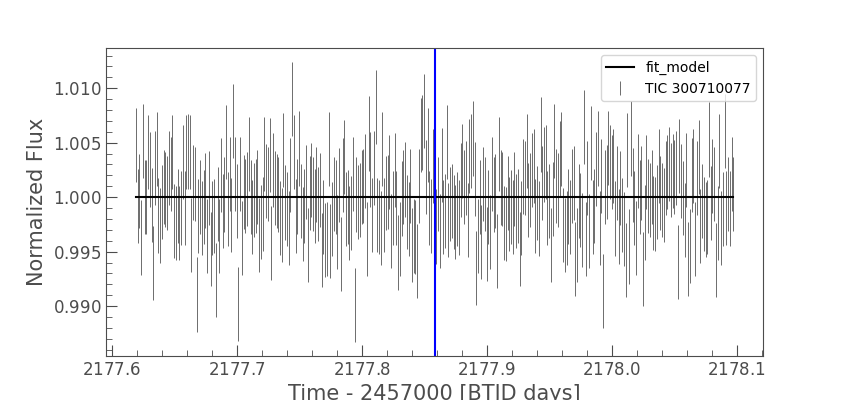 fit_model
TIC 300710077
1.010
1.005
1.000
0.995
0.990
Normalized Flux
2177.6 2177.7 2177.8 2177.9 2178.0 2178.1
Time - 2457000 [BTJD days]